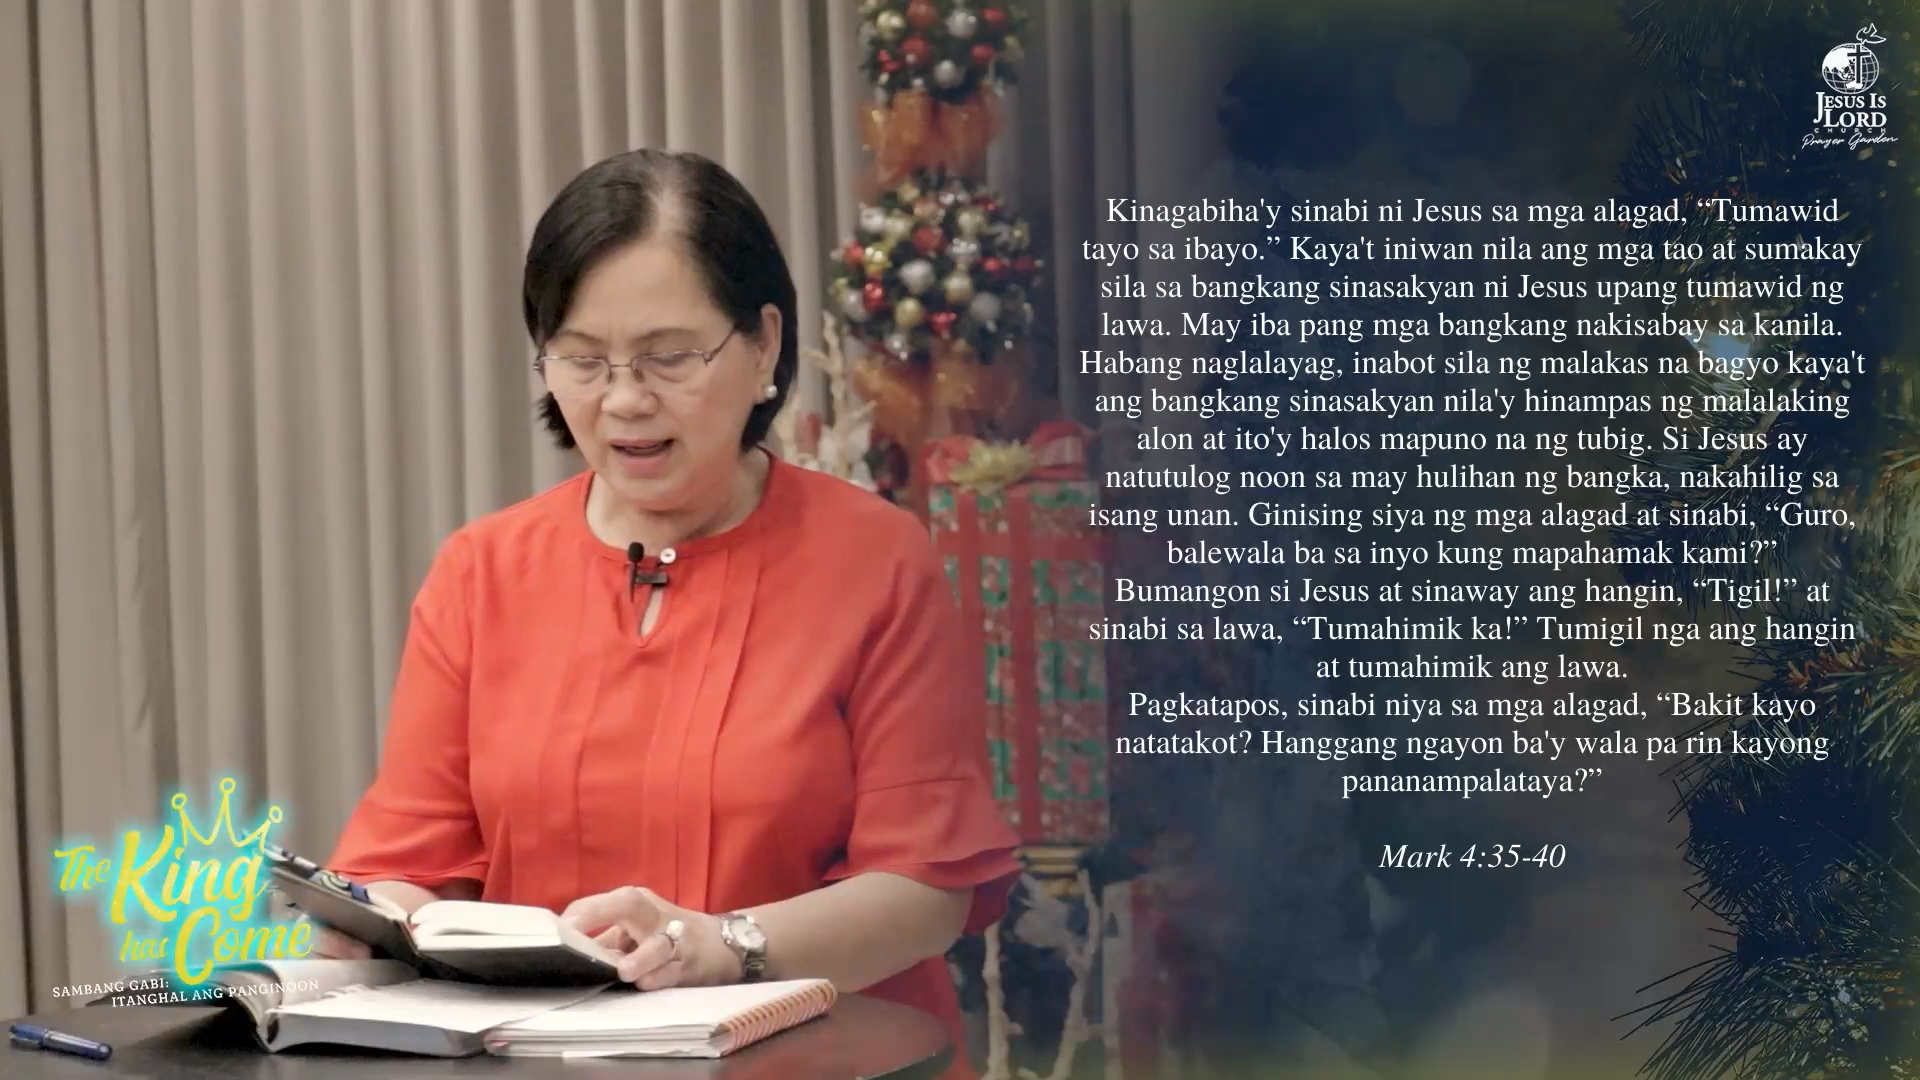 JESUS IS
LORD
CHURCH
Prayer Garden
Kinagabiha'y sinabi ni Jesus sa mga alagad, “Tumawid
tayo sa ibayo.” Kaya't iniwan nila ang mga tao at sumakay
sila sa bangkang sinasakyan ni Jesus upang tumawid ng
lawa. May iba pang mga bangkang nakisabay sa kanila.
Habang naglalayag, inabot sila ng malakas na bagyo kaya't
ang bangkang sinasakyan nila'y hinampas ng malalaking
alon at ito'y halos mapuno na ng tubig. Si Jesus ay
natutulog noon sa may hulihan ng bangka, nakahilig sa
isang unan. Ginising siya ng mga alagad at sinabi, “Guro,
balewala ba sa inyo kung mapahamak kami?”
Bumangon si Jesus at sinaway ang hangin, “Tigil!” at
sinabi sa lawa, “Tumahimik ka!” Tumigil nga ang hangin
at tumahimik ang lawa.
Pagkatapos, sinabi niya sa mga alagad, “Bakit kayo
natatakot? Hanggang ngayon ba'y wala pa rin kayong
pananampalataya?”
Mark 4:35-40
The King
has Come
SAMBANG GABI:
ITANGHAL ANG PANGINOON